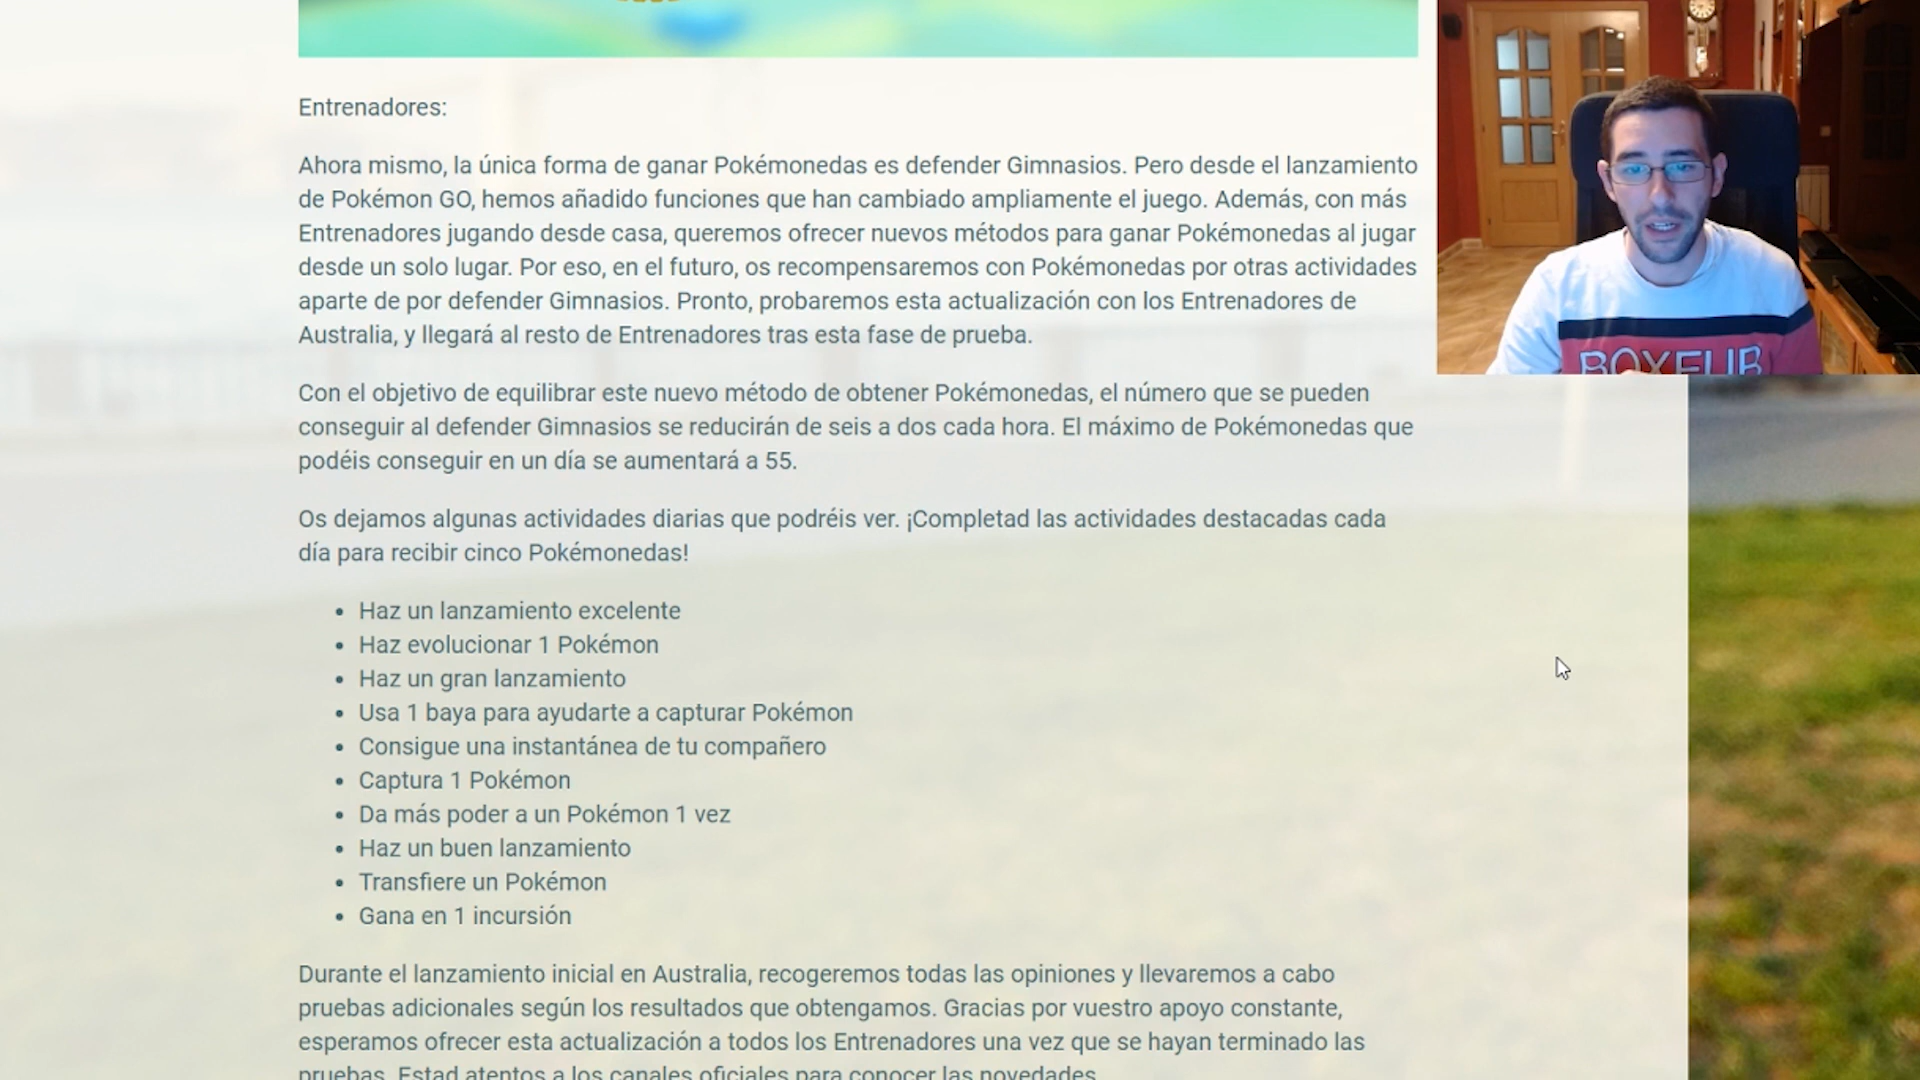 Entrenadores:
Ahora mismo, la única forma de ganar Pokémonedas es defender Gimnasios. Pero desde el lanzamiento
de Pokémon GO, hemos añadido funciones que han cambiado ampliamente el juego. Además, con más
Entrenadores jugando desde casa, queremos ofrecer nuevos métodos para ganar Pokémonedas al jugar
desde un solo lugar. Por eso, en el futuro, os recompensaremos con Pokémonedas por otras actividades
aparte de por defender Gimnasios. Pronto, probaremos esta actualización con los Entrenadores de
Australia, y llegará al resto de Entrenadores tras esta fase de prueba.
Con el objetivo de equilibrar este nuevo método de obtener Pokémonedas, el número que se pueden
conseguir al defender Gimnasios se reducirán de seis a dos cada hora. El máximo de Pokémonedas que
podéis conseguir en un día se aumentará a 55.
Os dejamos algunas actividades diarias que podréis ver. ¡Completad las actividades destacadas cada
día para recibir cinco Pokémonedas!
• Haz un lanzamiento excelente
• Haz evolucionar 1 Pokémon
• Haz un gran lanzamiento
• Usa 1 baya para ayudarte a capturar Pokémon
• Consigue una instantánea de tu compañero
• Captura 1 Pokémon
• Da más poder a un Pokémon 1 vez
• Haz un buen lanzamiento
• Transfiere un Pokémon
• Gana en 1 incursión
Durante el lanzamiento inicial en Australia, recogeremos todas las opiniones y llevaremos a cabo
pruebas adicionales según los resultados que obtengamos. Gracias por vuestro apoyo constante,
esperamos ofrecer esta actualización a todos los Entrenadores una vez que se hayan terminado las
pruebas. Estad atentos a los canales oficiales para conocer las novedades.
BOXEUR